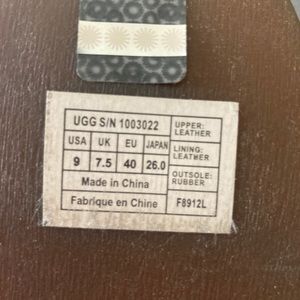 UGG S/N 1003022
UPPER:
LEATHER
USA UK EU JAPAN
9 7.5 40 26.0
LINING:
LEATHER
Made in China
OUTSOLE:
RUBBER
Fabrique en Chine
F8912L